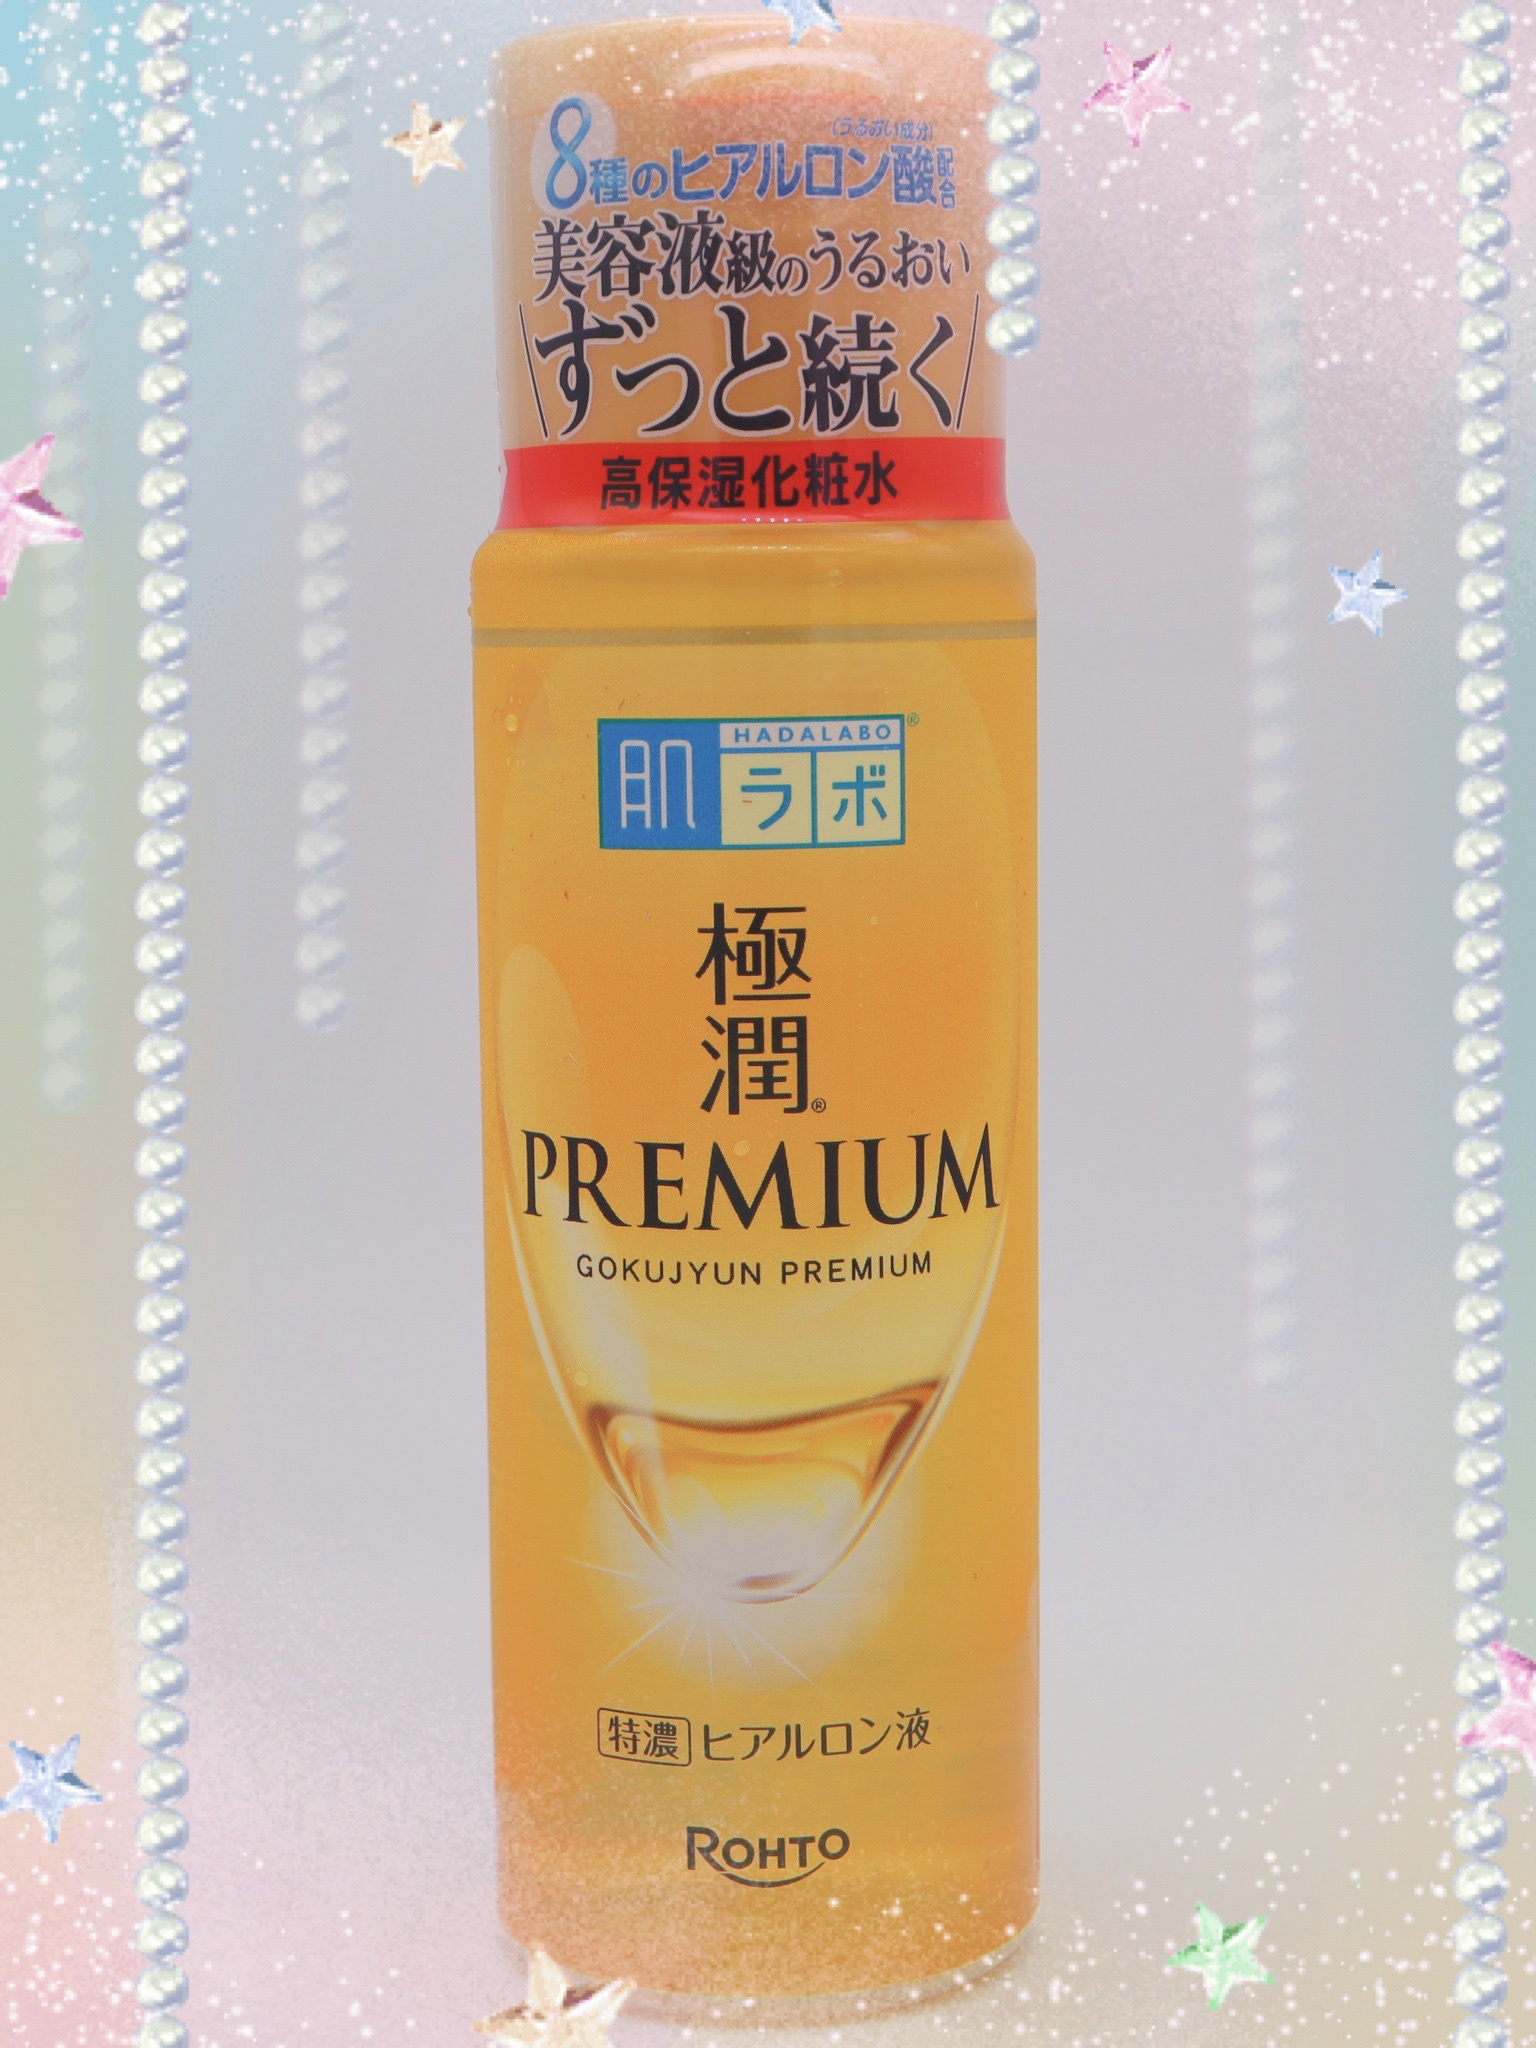 (うるおい成分)
8種のヒアルロン酸配合
美容液級のうるおい
ずっと続く
高保湿化粧水
HADALABO
肌ラボ®
極潤®
PREMIUM
GOKUJYUN PREMIUM
特濃 ヒアルロン液
ROHTO